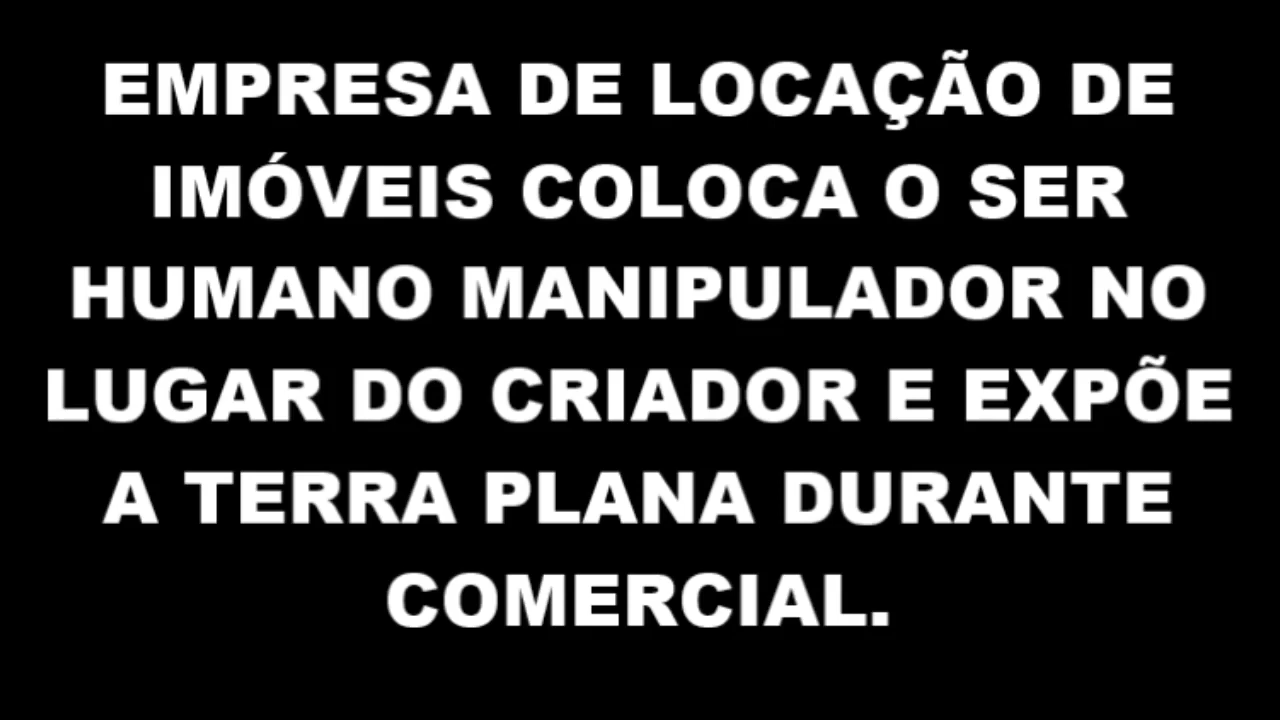 EMPRESA DE LOCAÇÃO DE
IMÓVEIS COLOCA O SER
HUMANO MANIPULADOR NO
LUGAR DO CRIADOR E EXPÕE
A TERRA PLANA DURANTE
COMERCIAL.